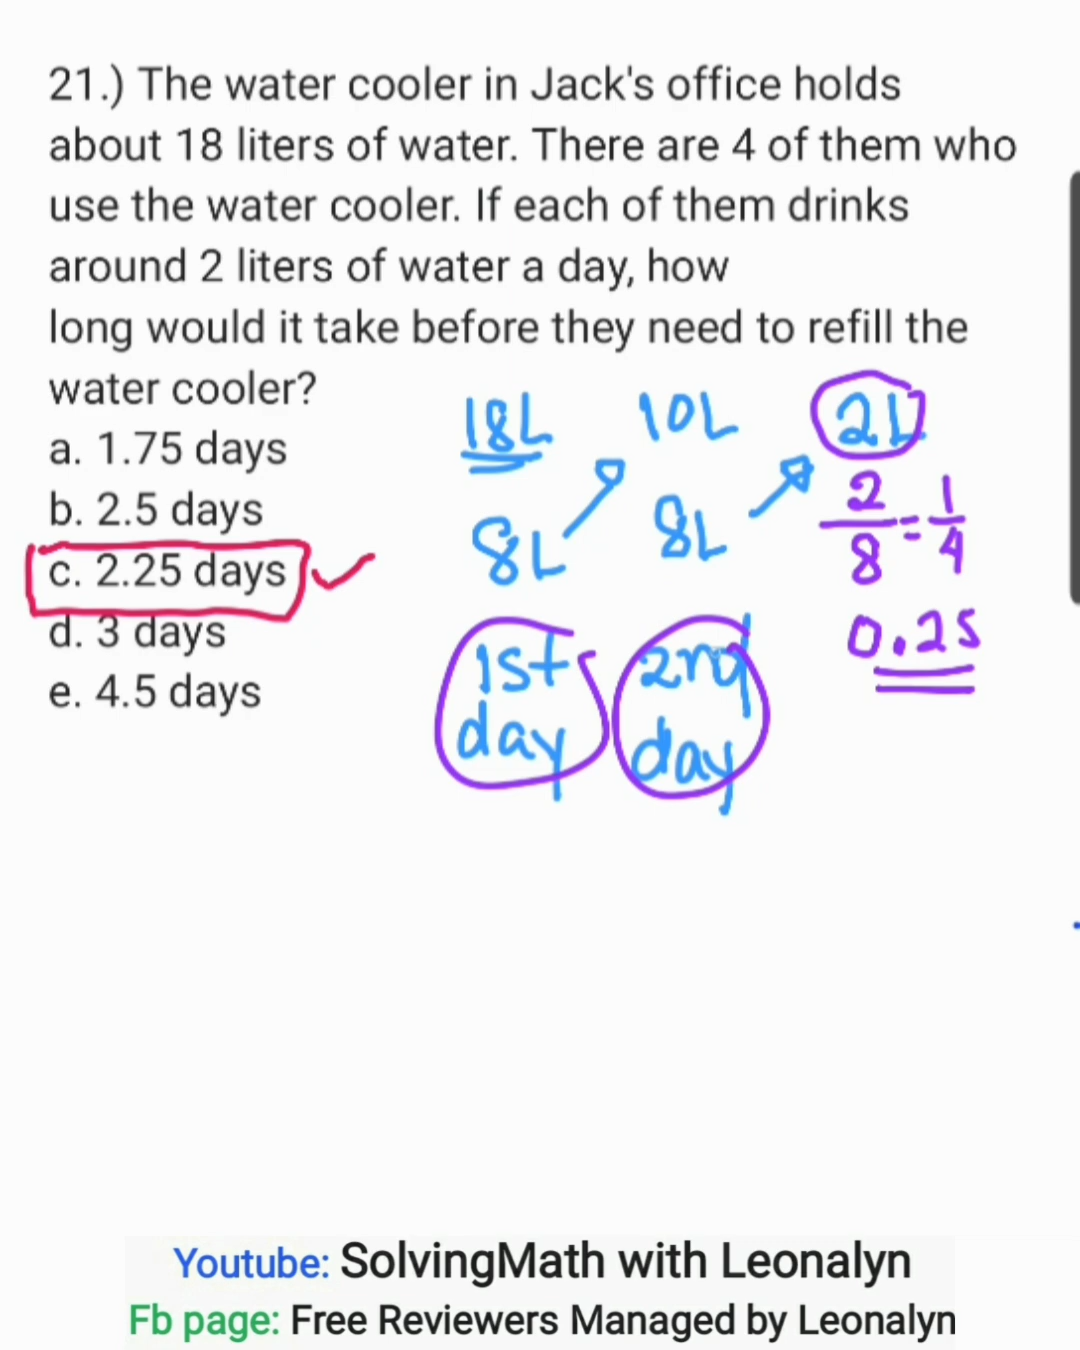 21.) The water cooler in Jack's office holds
about 18 liters of water. There are 4 of them who
use the water cooler. If each of them drinks
around 2 liters of water a day, how
long would it take before they need to refill the
water cooler?
a. 1.75 days
b. 2.5 days
c. 2.25 days
d. 3 days
e. 4.5 days
18L 10L 2L
8L 8L 2/8 = 1/4
0.25
1st day 2nd day
Youtube: SolvingMath with Leonalyn
Fb page: Free Reviewers Managed by Leonalyn